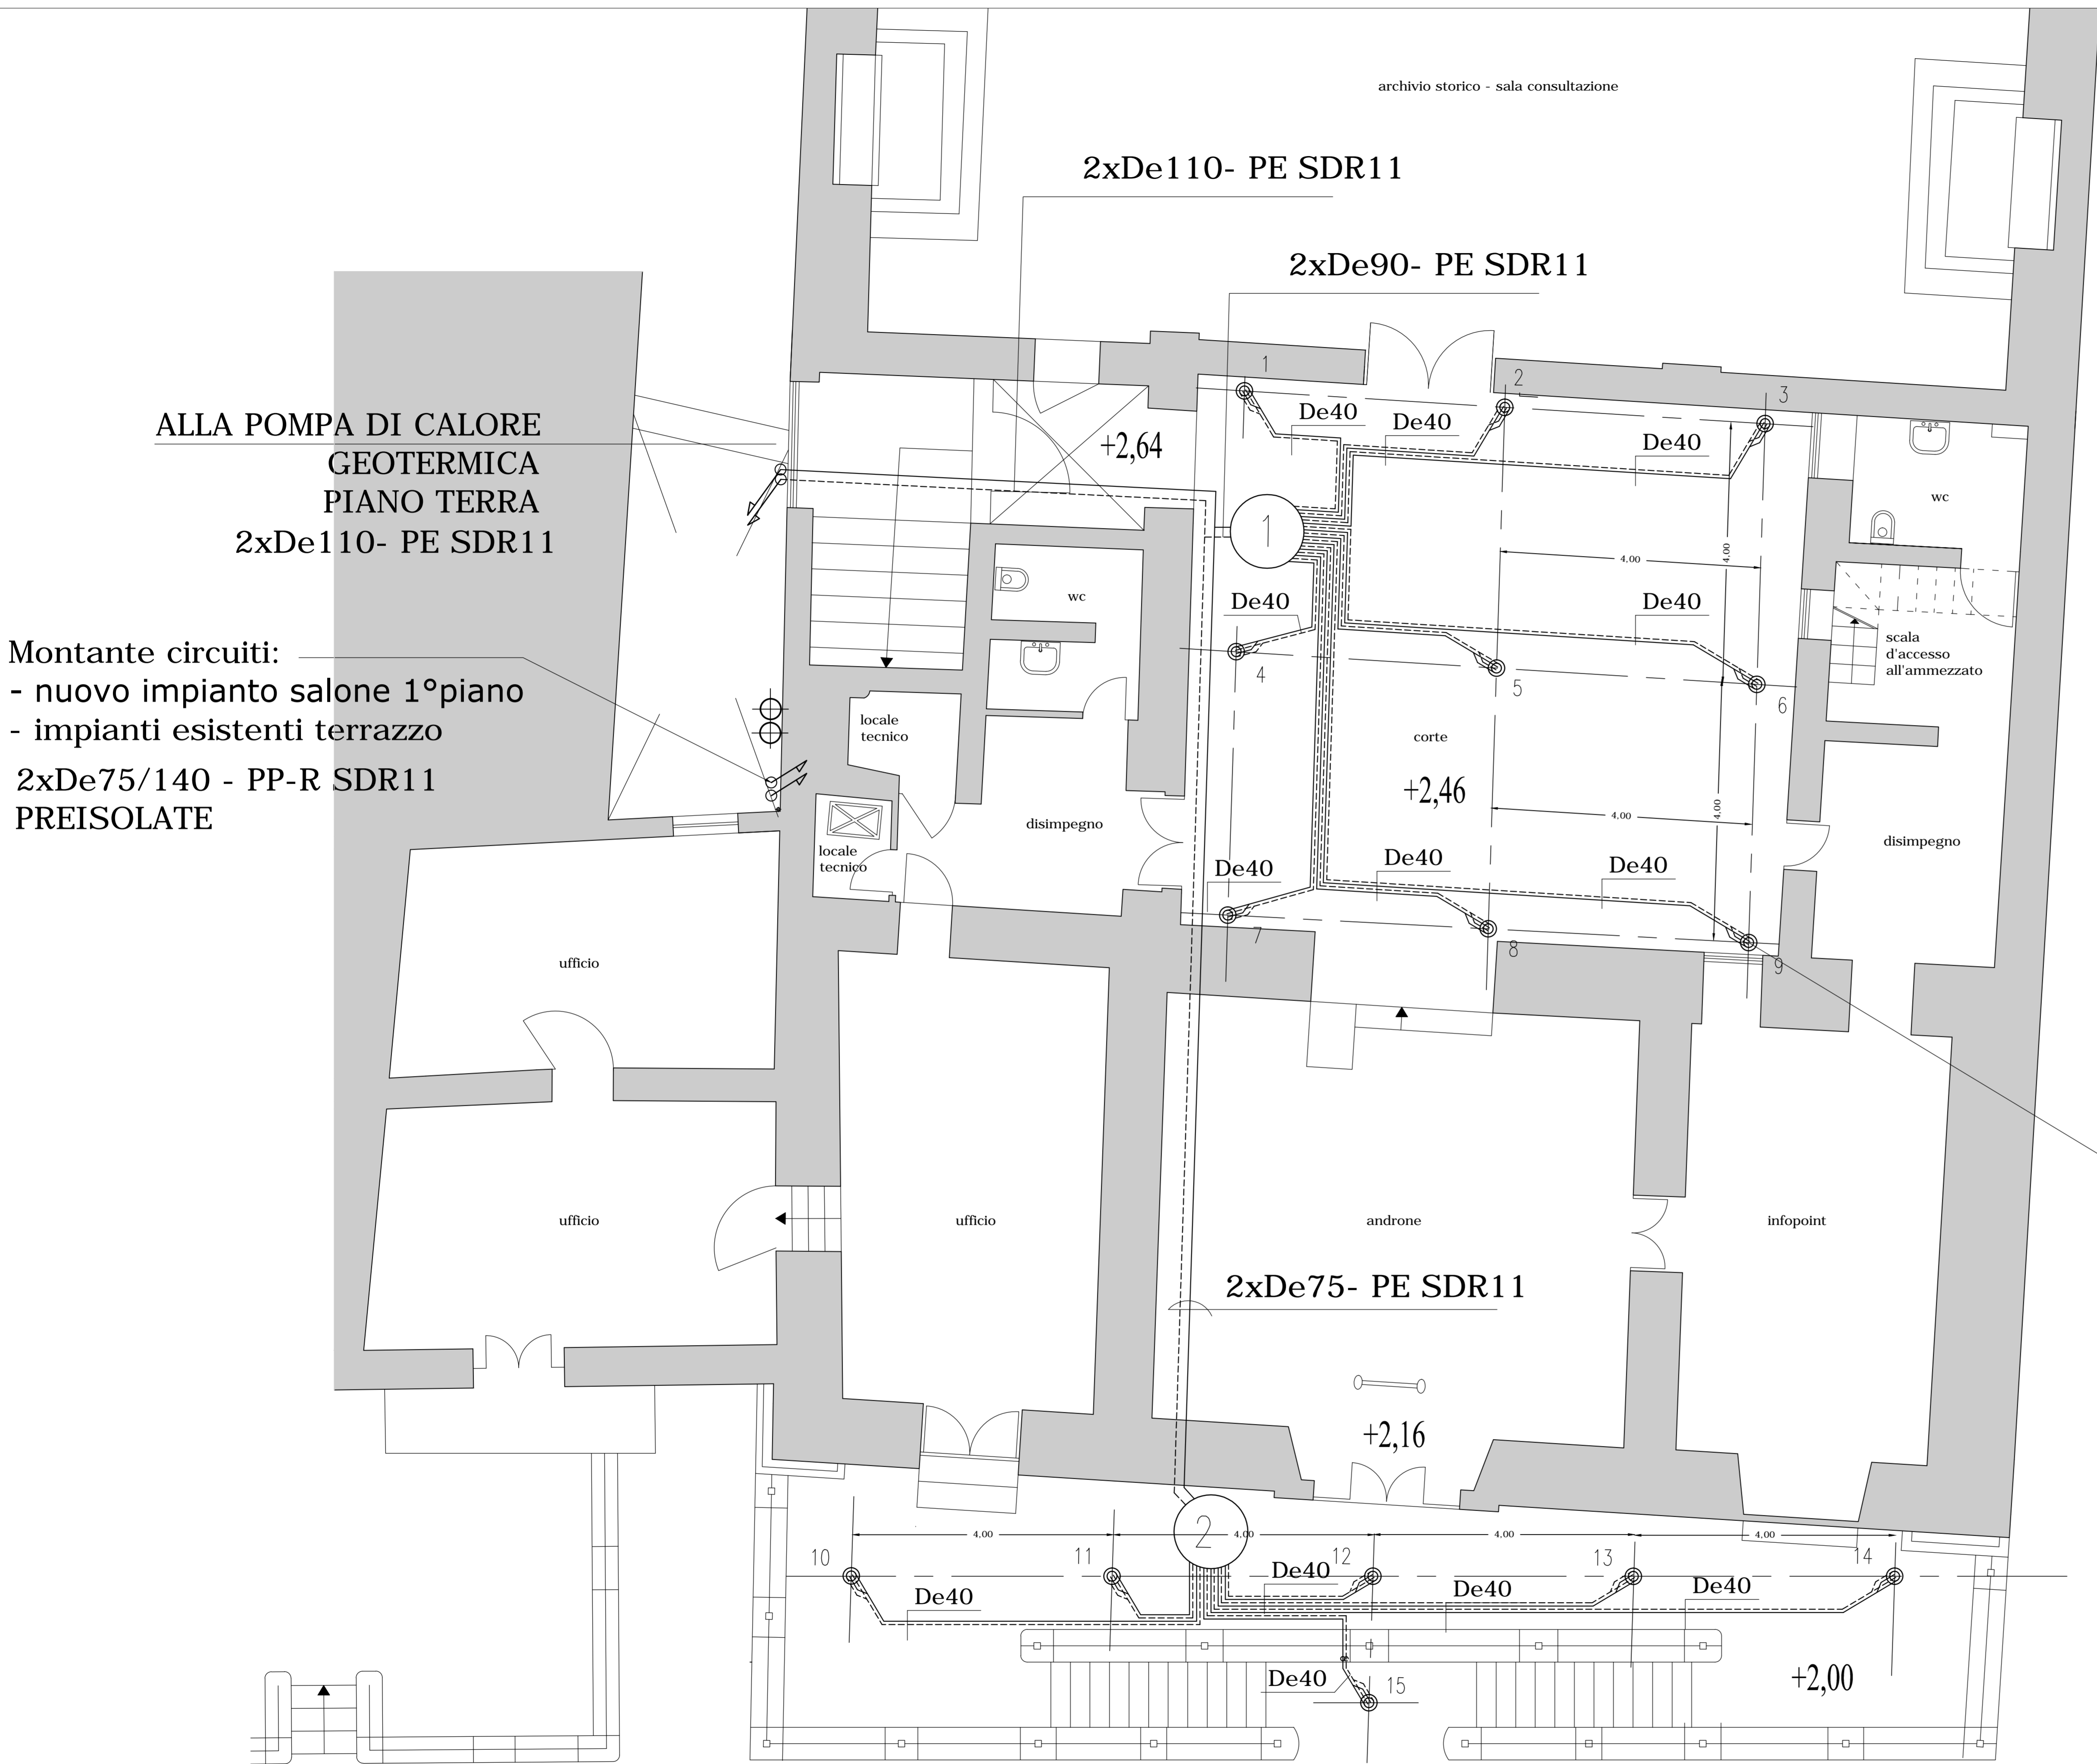 archivio storico - sala consultazione
2xDe110- PE SDR11
2xDe90- PE SDR11
1
2
3
De40
De40
De40
+2,64
ALLA POMPA DI CALORE
GEOTERMICA
PIANO TERRA
2xDe110- PE SDR11
wc
1
4,00
4,00
wc
De40
De40
Montante circuiti:
- nuovo impianto salone 1°piano
- impianti esistenti terrazzo
2xDe75/140 - PP-R SDR11
PREISOLATE
scala
d'accesso
all'ammezzato
4
5
6
locale
tecnico
corte
+2,46
4,00
4,00
disimpegno
disimpegno
locale
tecnico
De40
De40
De40
7
8
9
ufficio
ufficio
ufficio
androne
infopoint
2xDe75- PE SDR11
+2,16
2
4,00
4,00
4,00
4,00
10
11
12
13
14
De40
De40
De40
De40
De40
15
+2,00